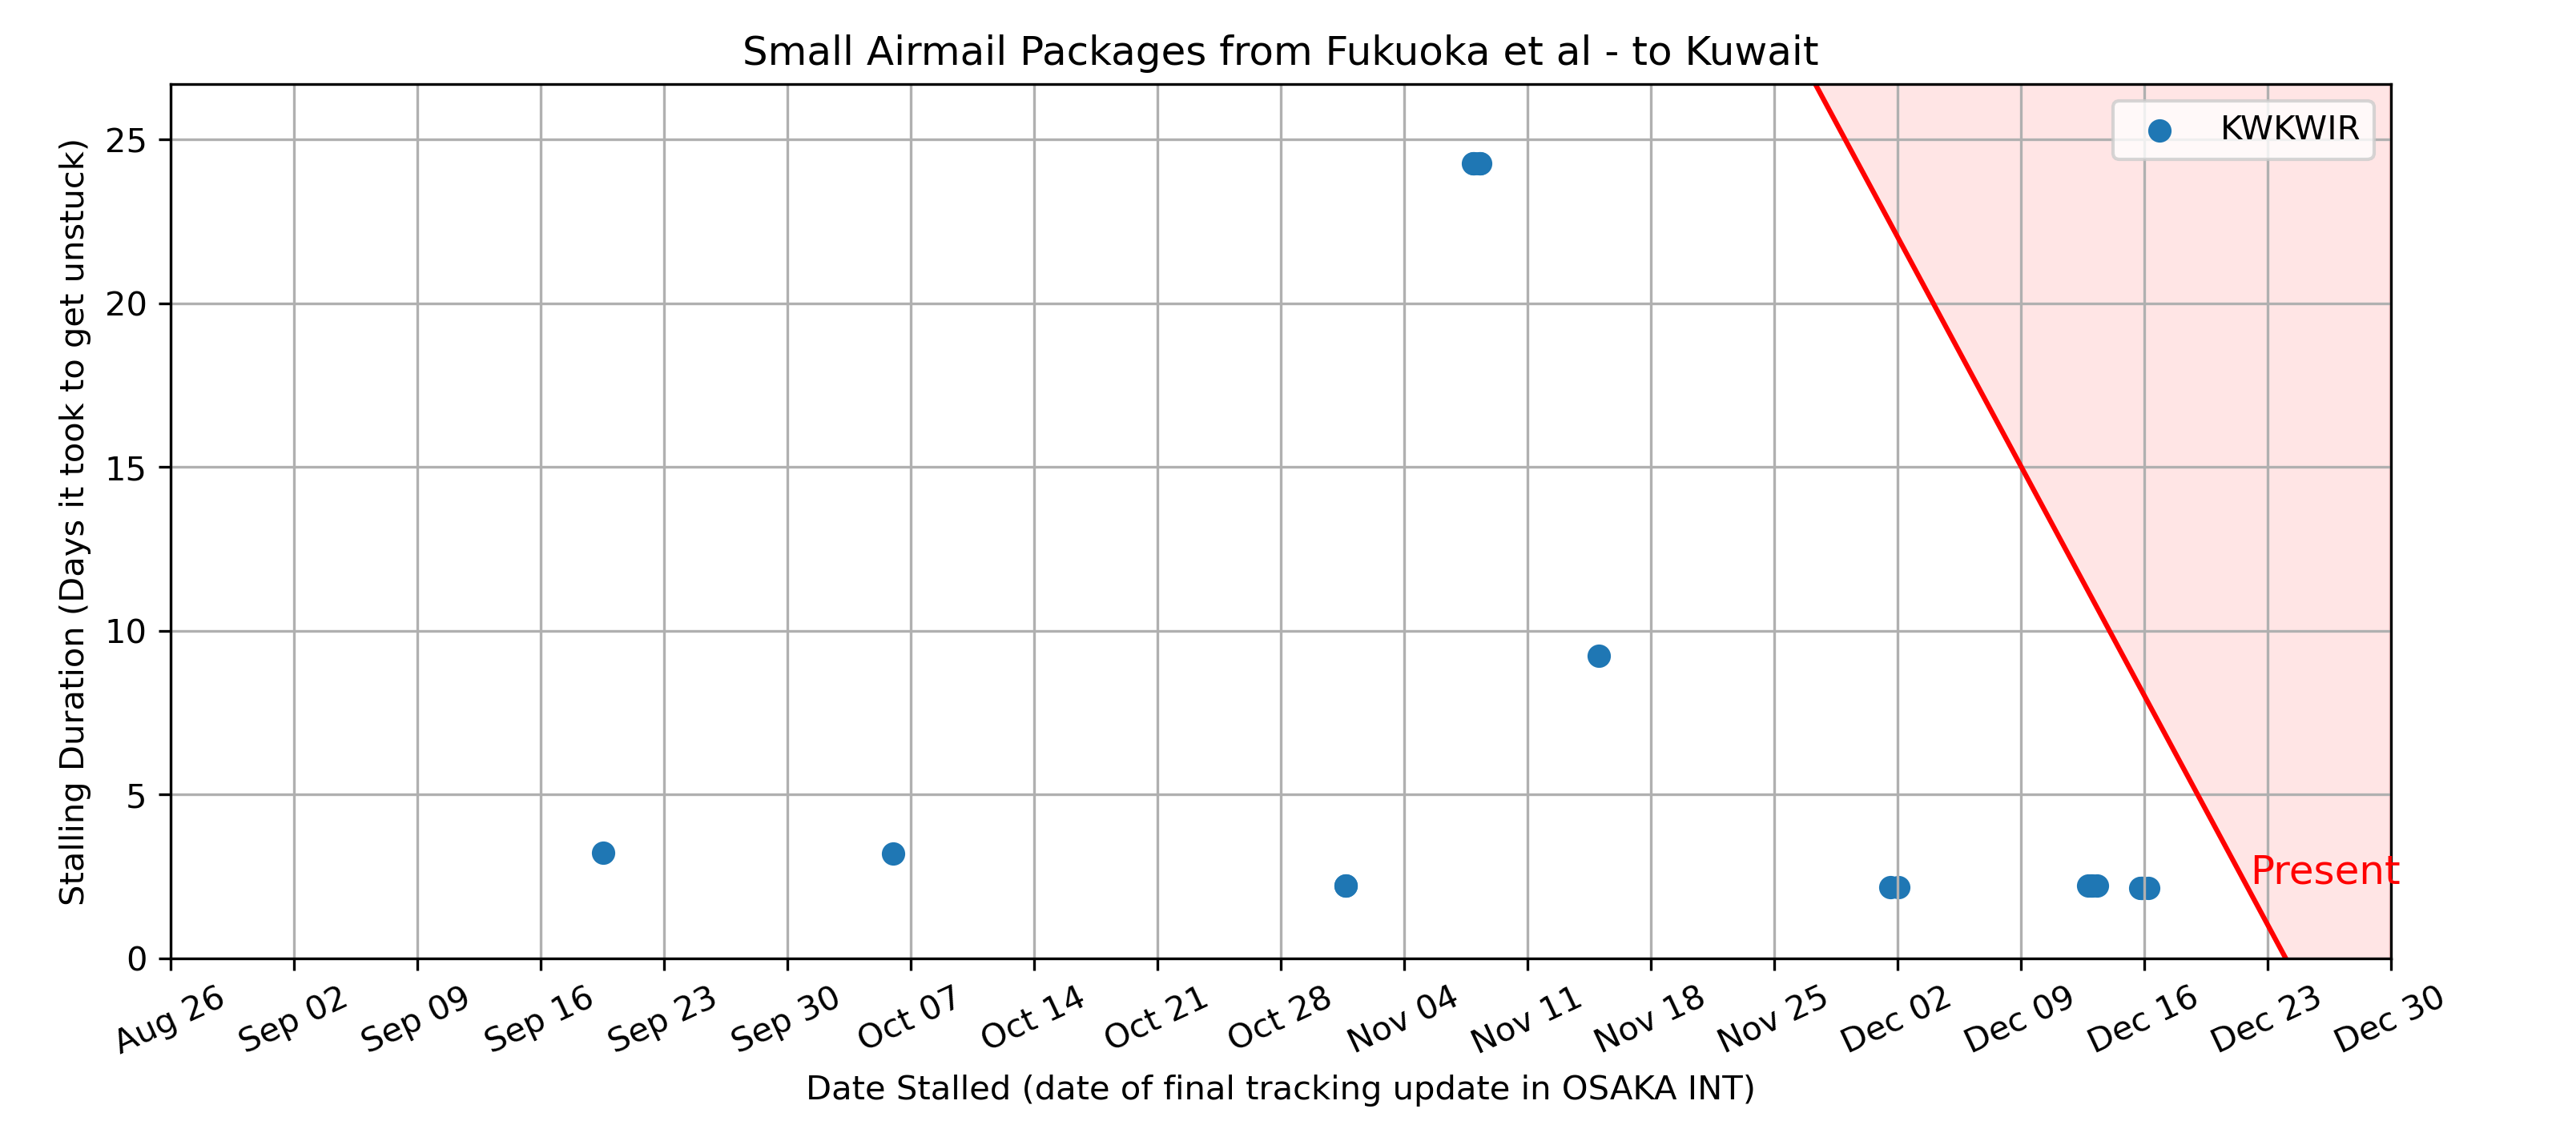 Small Airmail Packages from Fukuoka et al - to Kuwait
KWKWIR
Stalling Duration (Days it took to get unstuck)
25
20
15
10
5
0
Present
Aug 26 Sep 02 Sep 09 Sep 16 Sep 23 Sep 30 Oct 07 Oct 14 Oct 21 Oct 28 Nov 04 Nov 11 Nov 18 Nov 25 Dec 02 Dec 09 Dec 16 Dec 23 Dec 30
Date Stalled (date of final tracking update in OSAKA INT)